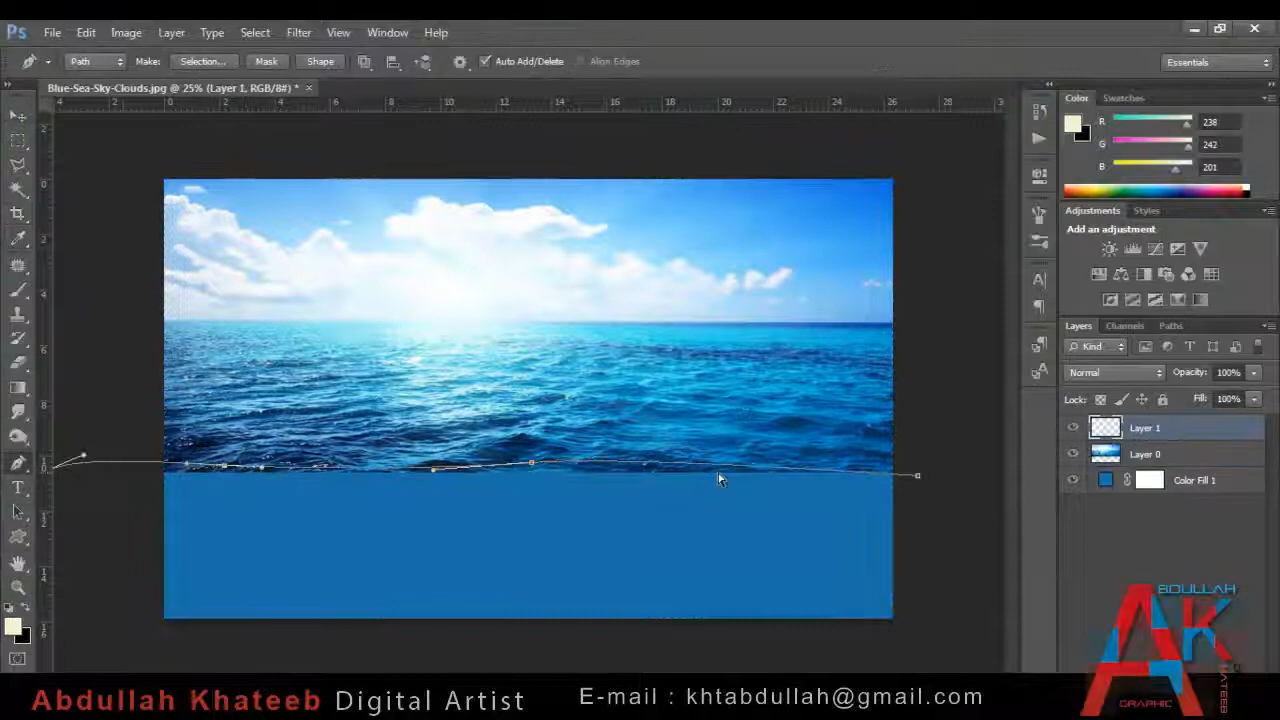 Ps File Edit Image Layer Type Select Filter View Window Help
Path Make: Selection... Mask Shape Auto Add/Delete Align Edges Essentials
Blue-Sea-Sky-Clouds.jpg @ 25% (Layer 1, RGB/8#) * ×
Color Swatches
R 238
G 242
B 201
Adjustments Styles
Add an adjustment
Layers Channels Paths
Kind
Normal Opacity: 100%
Lock: Fill: 100%
Layer 1
Layer 0
Color Fill 1
BDULLAH
AK
HATEEB
GRAPHIC
Abdullah Khateeb Digital Artist E-mail : khtabdullah@gmail.com